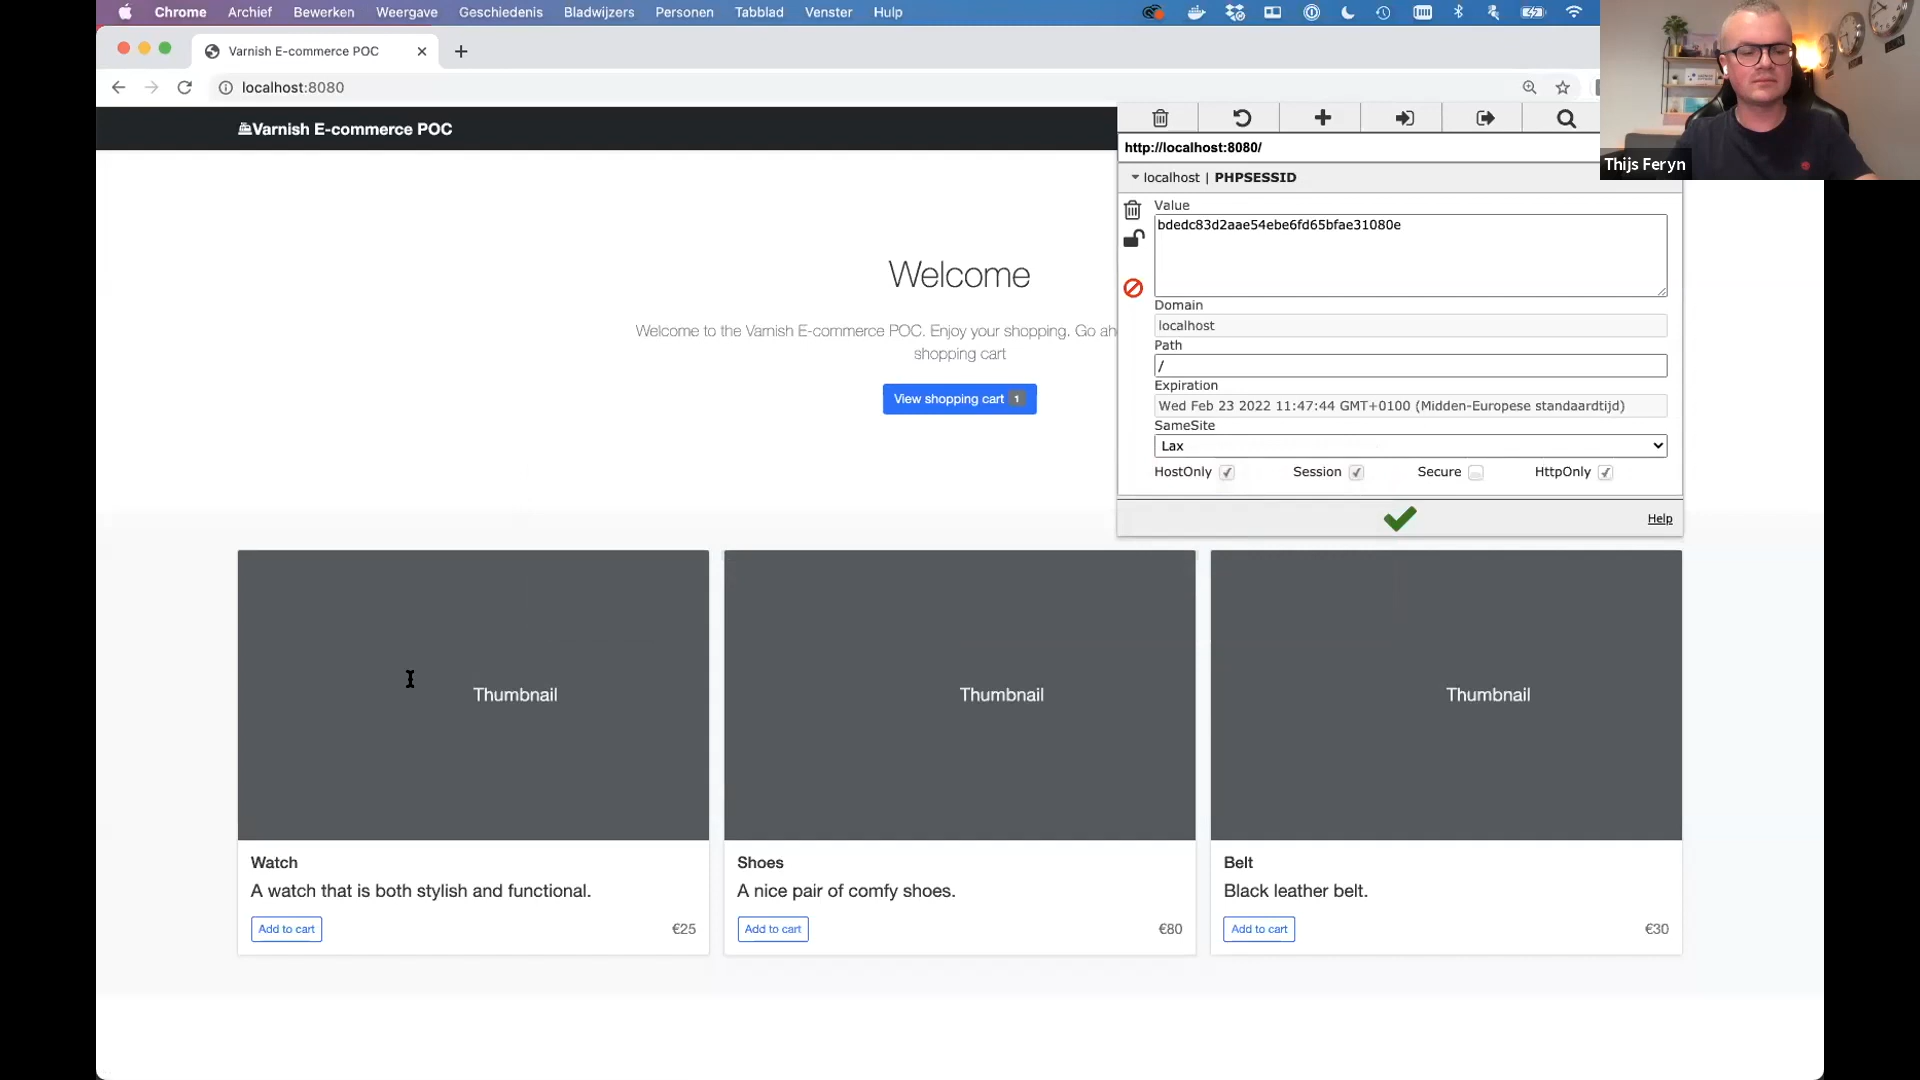 Chrome Archief Bewerken Weergave Geschiedenis Bladwijzers Personen Tabblad Venster Hulp
Varnish E-commerce POC
localhost:8080
Varnish E-commerce POC
http://localhost:8080/
Thijs Feryn
localhost | PHPSESSID
Value
bdedc83d2aae54ebe6fd65bfae31080e
Domain
localhost
Path
/
Expiration
Wed Feb 23 2022 11:47:44 GMT+0100 (Midden-Europese standaardtijd)
SameSite
Lax
HostOnly Session Secure HttpOnly
Help
Welcome
Welcome to the Varnish E-commerce POC. Enjoy your shopping. Go ah
shopping cart
View shopping cart 1
Thumbnail
Watch
A watch that is both stylish and functional.
Add to cart €25
Thumbnail
Shoes
A nice pair of comfy shoes.
Add to cart €80
Thumbnail
Belt
Black leather belt.
Add to cart €30